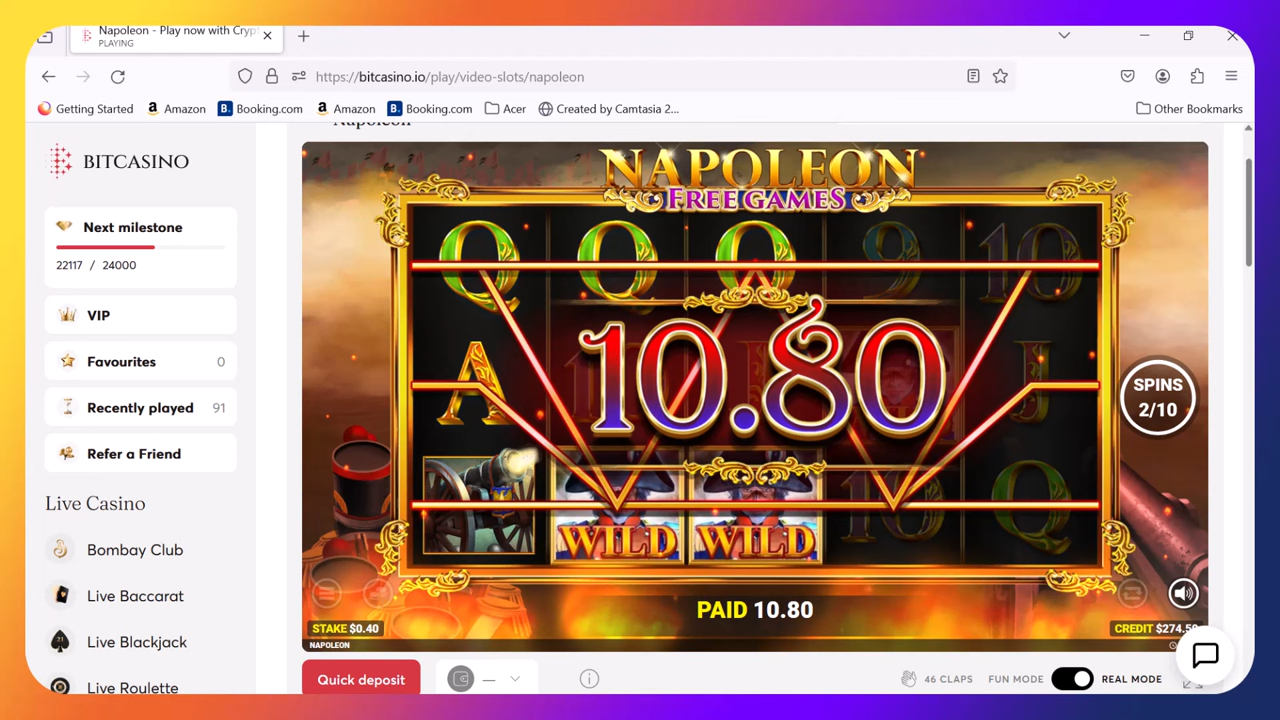 Napoleon - Play now with Cryp
PLAYING
https://bitcasino.io/play/video-slots/napoleon
Getting Started
Amazon
Booking.com
Amazon
Booking.com
Acer
Created by Camtasia 2...
Other Bookmarks
BITCASINO
Next milestone
22117 / 24000
VIP
Favourites 0
Recently played 91
Refer a Friend
Live Casino
Bombay Club
Live Baccarat
Live Blackjack
Live Roulette
Napoleon
NAPOLEON
FREE GAMES
Q Q Q 9 10
A J
10.80
SPINS
2/10
WILD WILD 10 Q
PAID 10.80
STAKE $0.40
CREDIT $274.5
NAPOLEON
Quick deposit
46 CLAPS
FUN MODE
REAL MODE